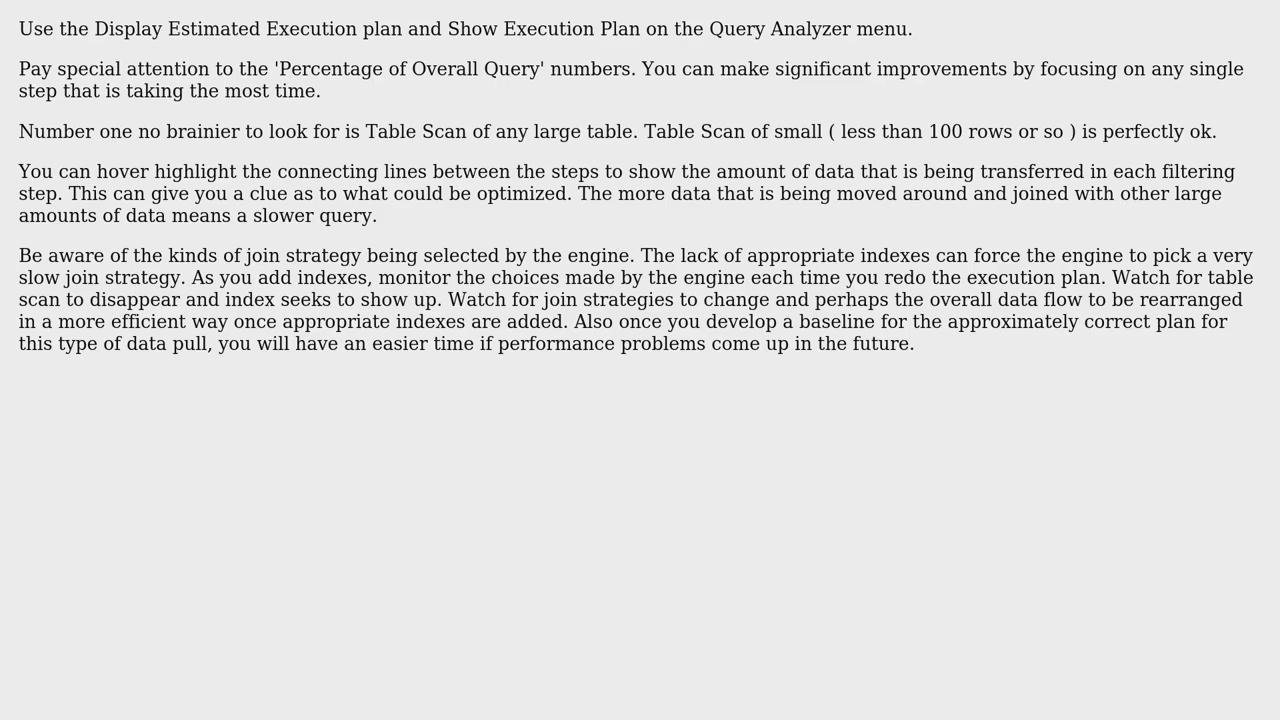 Use the Display Estimated Execution plan and Show Execution Plan on the Query Analyzer menu.
Pay special attention to the 'Percentage of Overall Query' numbers. You can make significant improvements by focusing on any single
step that is taking the most time.
Number one no brainier to look for is Table Scan of any large table. Table Scan of small ( less than 100 rows or so ) is perfectly ok.
You can hover highlight the connecting lines between the steps to show the amount of data that is being transferred in each filtering
step. This can give you a clue as to what could be optimized. The more data that is being moved around and joined with other large
amounts of data means a slower query.
Be aware of the kinds of join strategy being selected by the engine. The lack of appropriate indexes can force the engine to pick a very
slow join strategy. As you add indexes, monitor the choices made by the engine each time you redo the execution plan. Watch for table
scan to disappear and index seeks to show up. Watch for join strategies to change and perhaps the overall data flow to be rearranged
in a more efficient way once appropriate indexes are added. Also once you develop a baseline for the approximately correct plan for
this type of data pull, you will have an easier time if performance problems come up in the future.